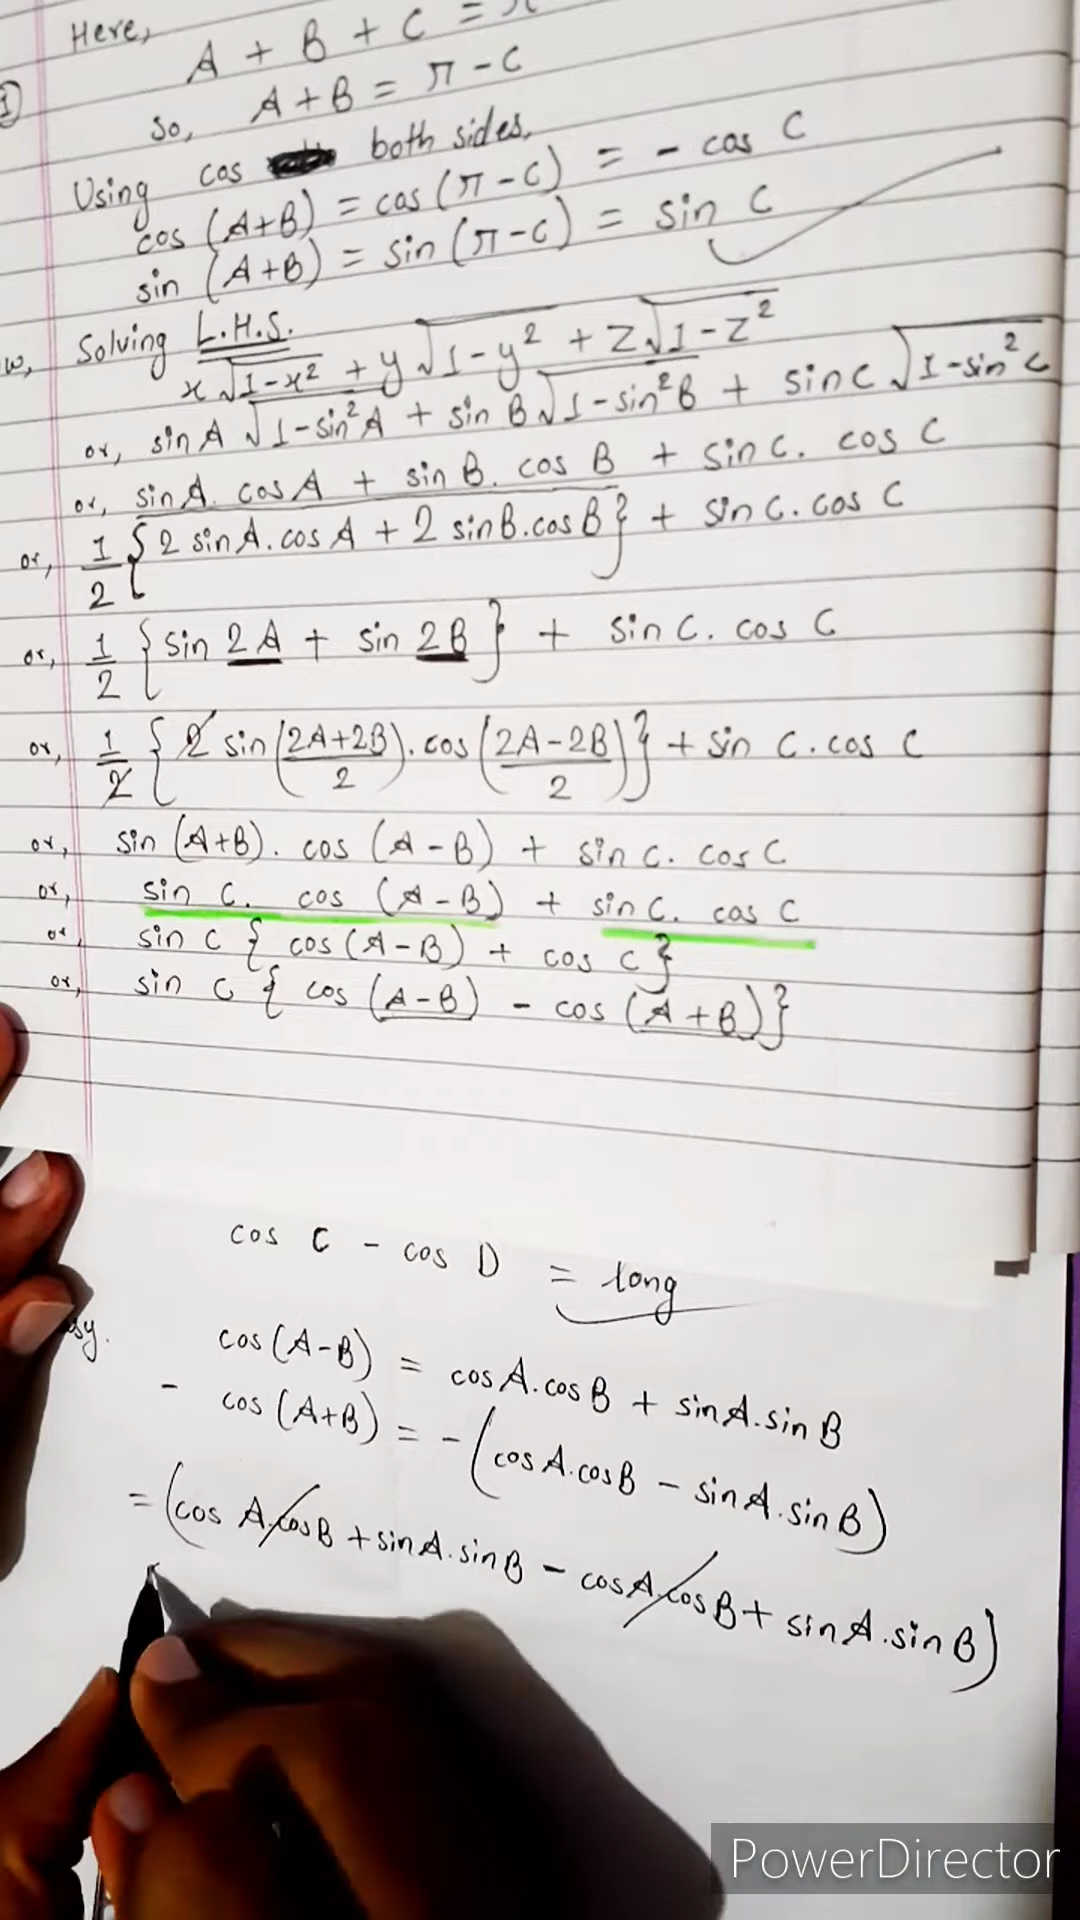 Here,
A + B + C = π
1
So, A+B = π - C
Using cos both sides,
cos (A+B) = cos (π - C) = - cos C
sin (A+B) = sin (π-C) = sin C
w, Solving L.H.S.
x√1-x² + y√1-y² + z√1-z²
or, sin A √1-sin²A + sin B√1-sin²B + sin C √1-sin²C
or, sin A. cos A + sin B. cos B + sin C. cos C
or, 1/2 {2 sin A. cos A + 2 sin B. cos B} + sin C. cos C
or, 1/2 {sin 2A + sin 2B} + sin C. cos C
or, 1/2 {2 sin (2A+2B/2). cos (2A-2B/2)} + sin C. cos C
or, sin (A+B). cos (A-B) + sin C. cos C
or, sin C. cos (A-B) + sin C. cos C
or, sin C { cos (A-B) + cos C}
or, sin C { cos (A-B) - cos (A+B)}
cos C - cos D = long
sy.
cos (A-B) = cos A. cos B + sin A. sin B
- cos (A+B) = -(cos A. cos B - sin A. sin B)
= (cos A. cos B + sin A. sin B - cos A. cos B + sin A. sin B)
PowerDirector